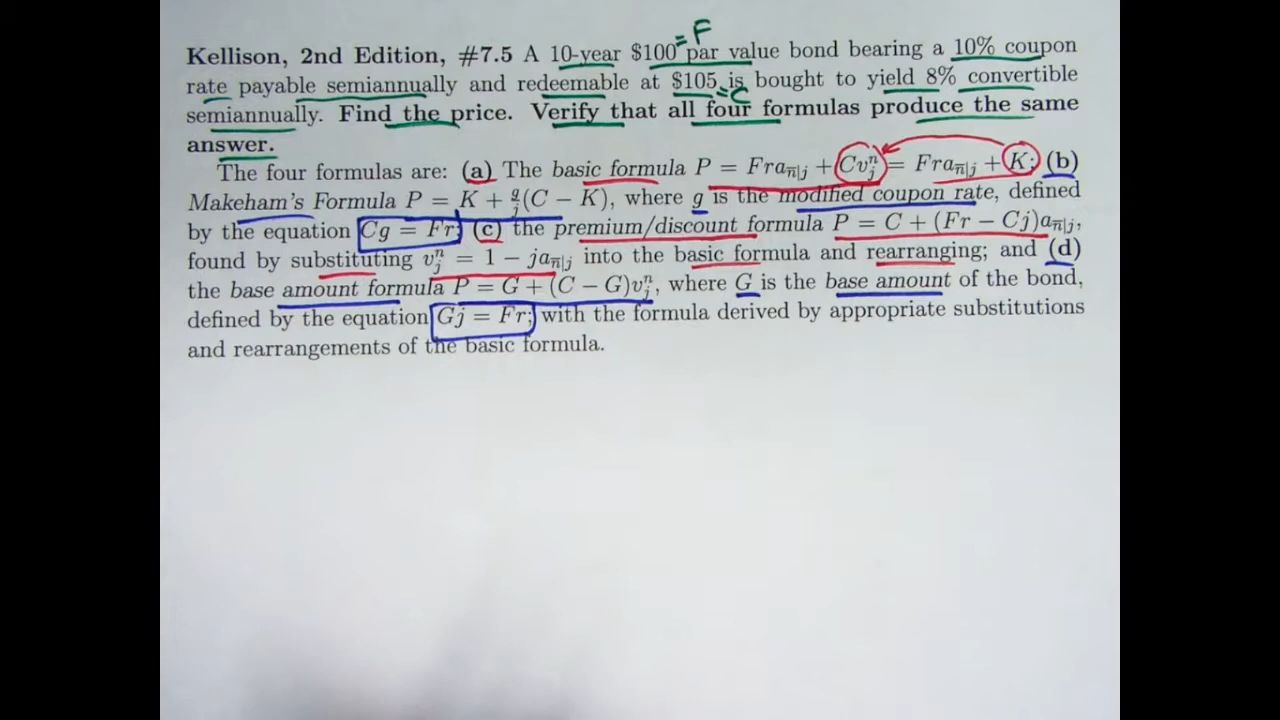 = F
Kellison, 2nd Edition, #7.5 A 10-year $100 par value bond bearing a 10% coupon
rate payable semiannually and redeemable at $105 is bought to yield 8% convertible
= C
semiannually. Find the price. Verify that all four formulas produce the same
answer.
The four formulas are: (a) The basic formula P = Fra_{n̅|j} + Cv_j^n = Fra_{n̅|j} + K; (b)
Makeham's Formula P = K + g/j(C − K), where g is the modified coupon rate, defined
by the equation Cg = Fr; (c) the premium/discount formula P = C + (Fr − Cj)a_{n̅|j},
found by substituting v_j^n = 1 − ja_{n̅|j} into the basic formula and rearranging; and (d)
the base amount formula P = G + (C − G)v_j^n, where G is the base amount of the bond,
defined by the equation Gj = Fr; with the formula derived by appropriate substitutions
and rearrangements of the basic formula.